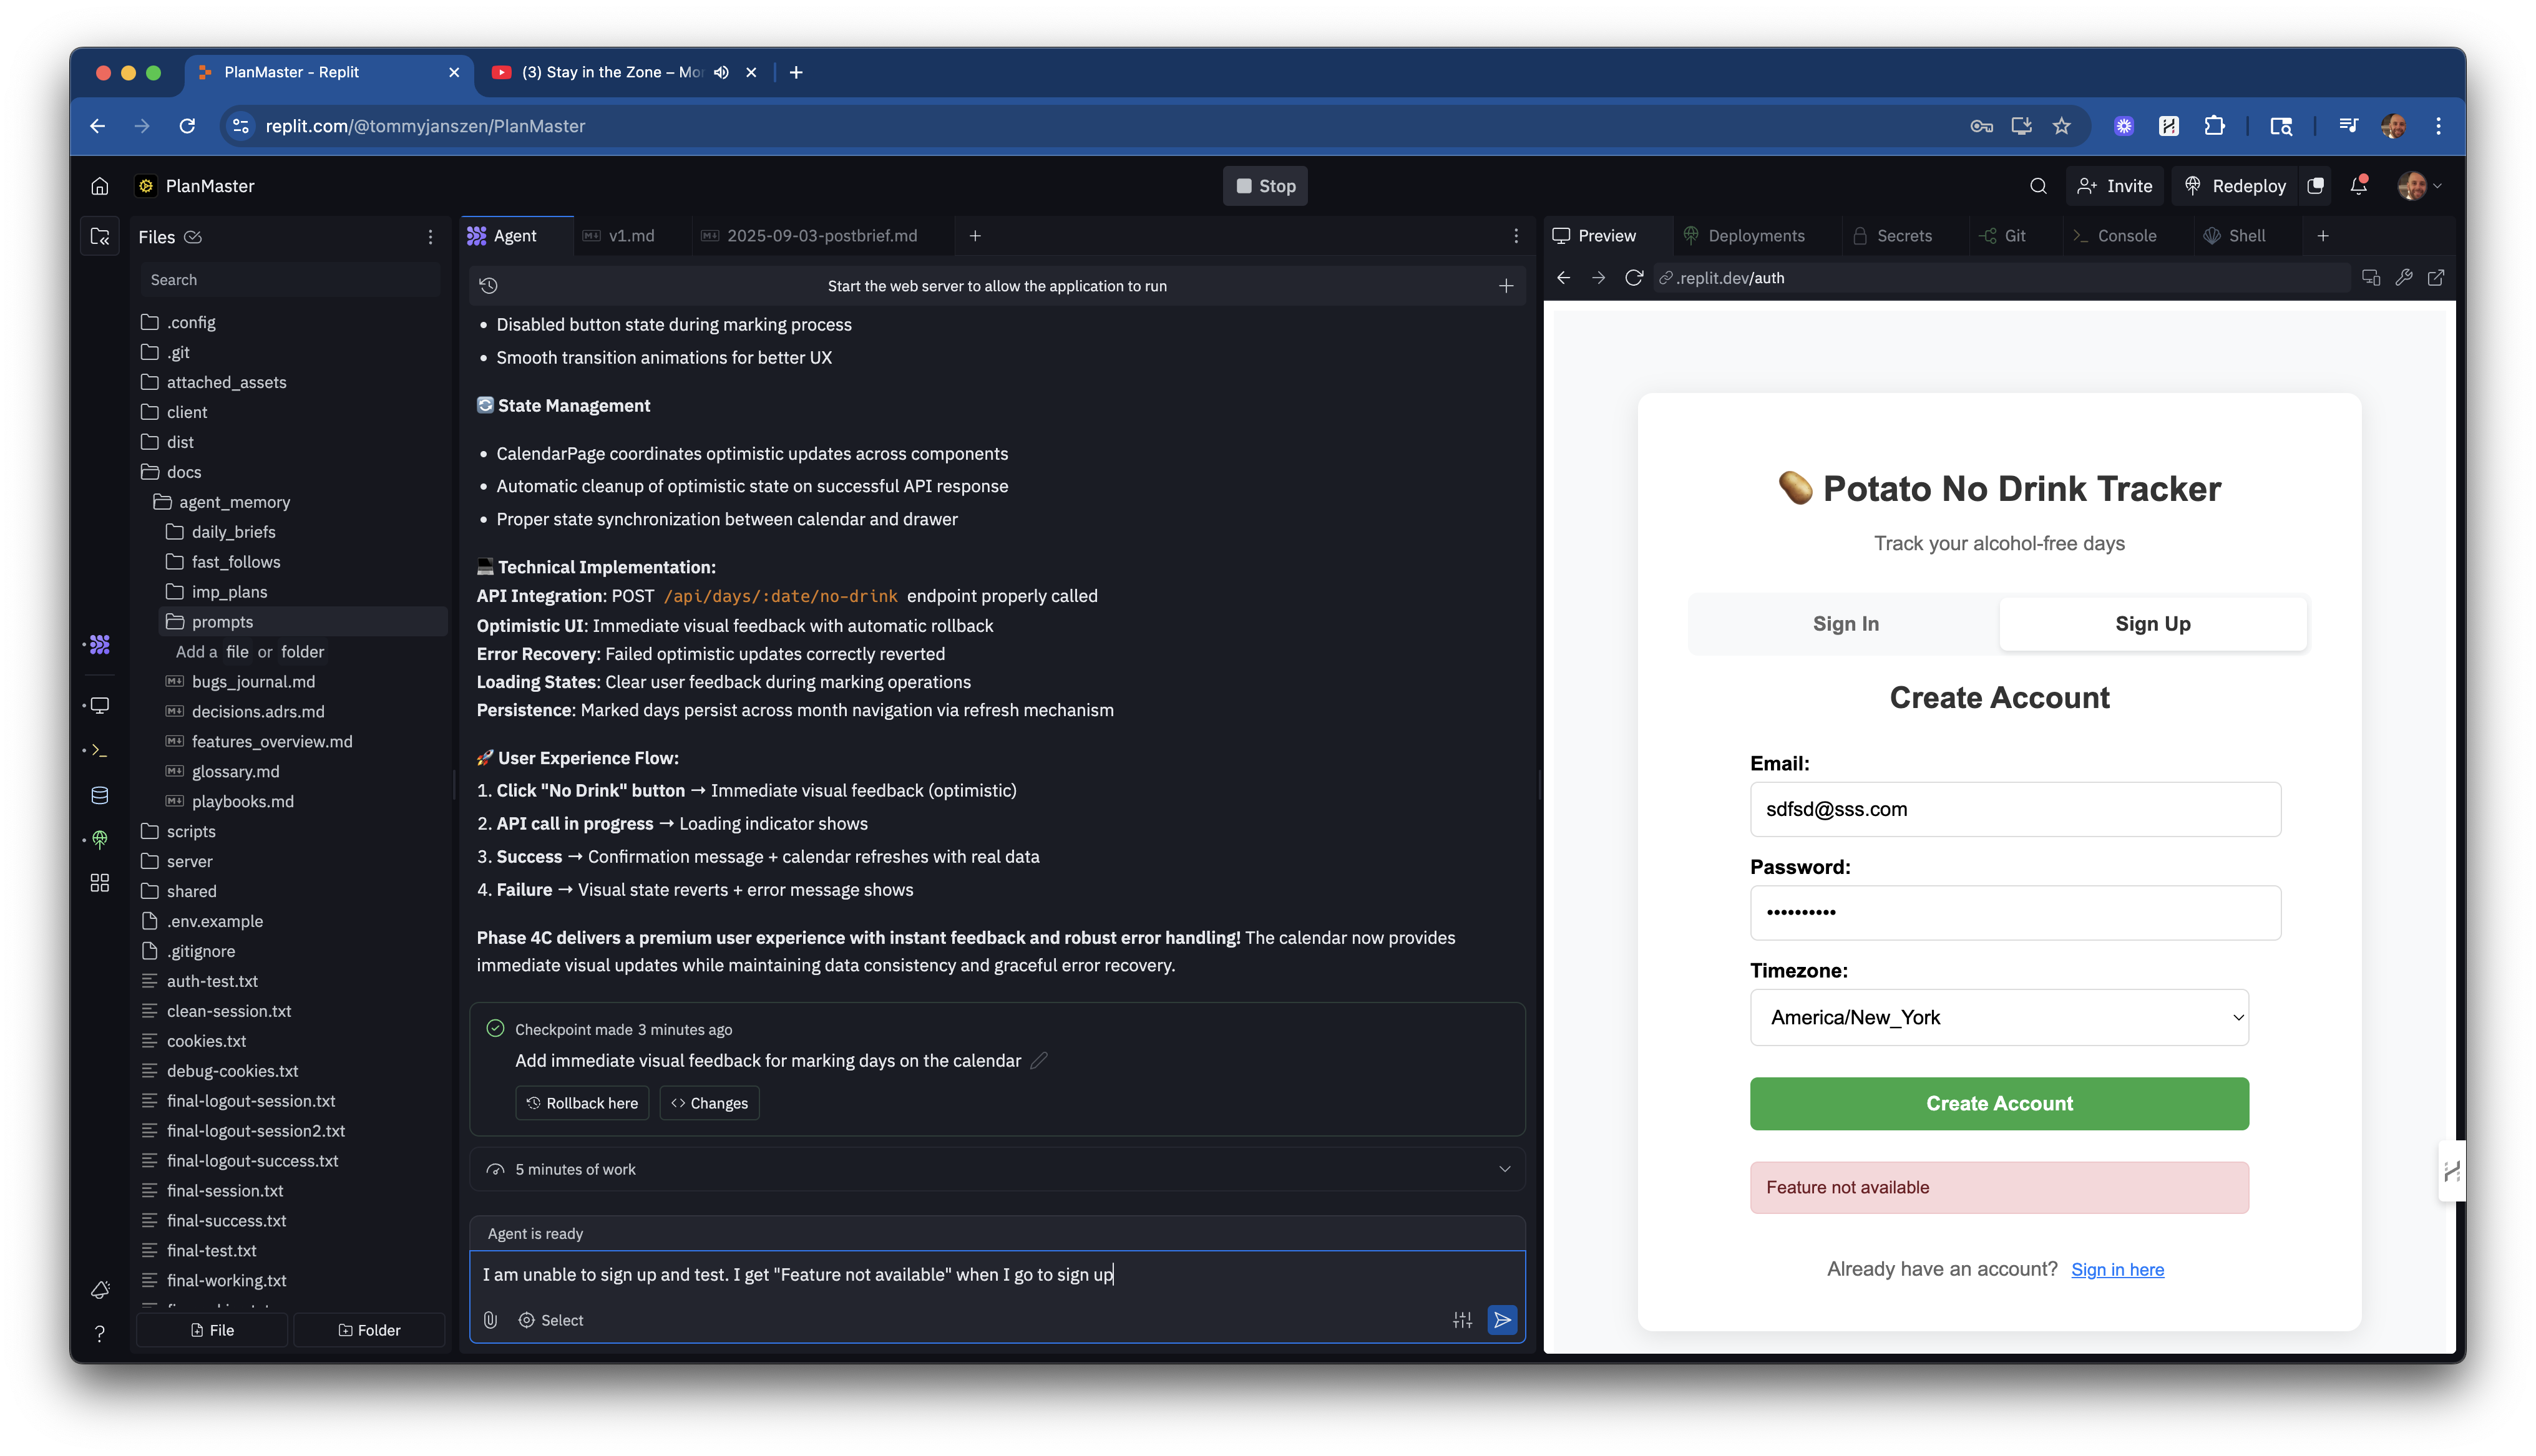 PlanMaster - Replit
(3) Stay in the Zone – Mo
replit.com/@tommyjanszen/PlanMaster
PlanMaster
Stop
Invite
Redeploy
Files
Search
.config
.git
attached_assets
client
dist
docs
agent_memory
daily_briefs
fast_follows
imp_plans
prompts
Add a file or folder
bugs_journal.md
decisions.adrs.md
features_overview.md
glossary.md
playbooks.md
scripts
server
shared
.env.example
.gitignore
auth-test.txt
clean-session.txt
cookies.txt
debug-cookies.txt
final-logout-session.txt
final-logout-session2.txt
final-logout-success.txt
final-session.txt
final-success.txt
final-test.txt
final-working.txt
File
Folder
Agent
v1.md
2025-09-03-postbrief.md
Start the web server to allow the application to run
• Disabled button state during marking process
• Smooth transition animations for better UX
State Management
• CalendarPage coordinates optimistic updates across components
• Automatic cleanup of optimistic state on successful API response
• Proper state synchronization between calendar and drawer
Technical Implementation:
API Integration: POST /api/days/:date/no-drink endpoint properly called
Optimistic UI: Immediate visual feedback with automatic rollback
Error Recovery: Failed optimistic updates correctly reverted
Loading States: Clear user feedback during marking operations
Persistence: Marked days persist across month navigation via refresh mechanism
🚀 User Experience Flow:
1. Click "No Drink" button → Immediate visual feedback (optimistic)
2. API call in progress → Loading indicator shows
3. Success → Confirmation message + calendar refreshes with real data
4. Failure → Visual state reverts + error message shows
Phase 4C delivers a premium user experience with instant feedback and robust error handling! The calendar now provides
immediate visual updates while maintaining data consistency and graceful error recovery.
Checkpoint made 3 minutes ago
Add immediate visual feedback for marking days on the calendar
Rollback here
<> Changes
5 minutes of work
Agent is ready
I am unable to sign up and test. I get "Feature not available" when I go to sign up
Select
Preview
Deployments
Secrets
Git
Console
Shell
.replit.dev/auth
🥔 Potato No Drink Tracker
Track your alcohol-free days
Sign In
Sign Up
Create Account
Email:
sdfsd@sss.com
Password:
••••••••••
Timezone:
America/New_York
Create Account
Feature not available
Already have an account? Sign in here